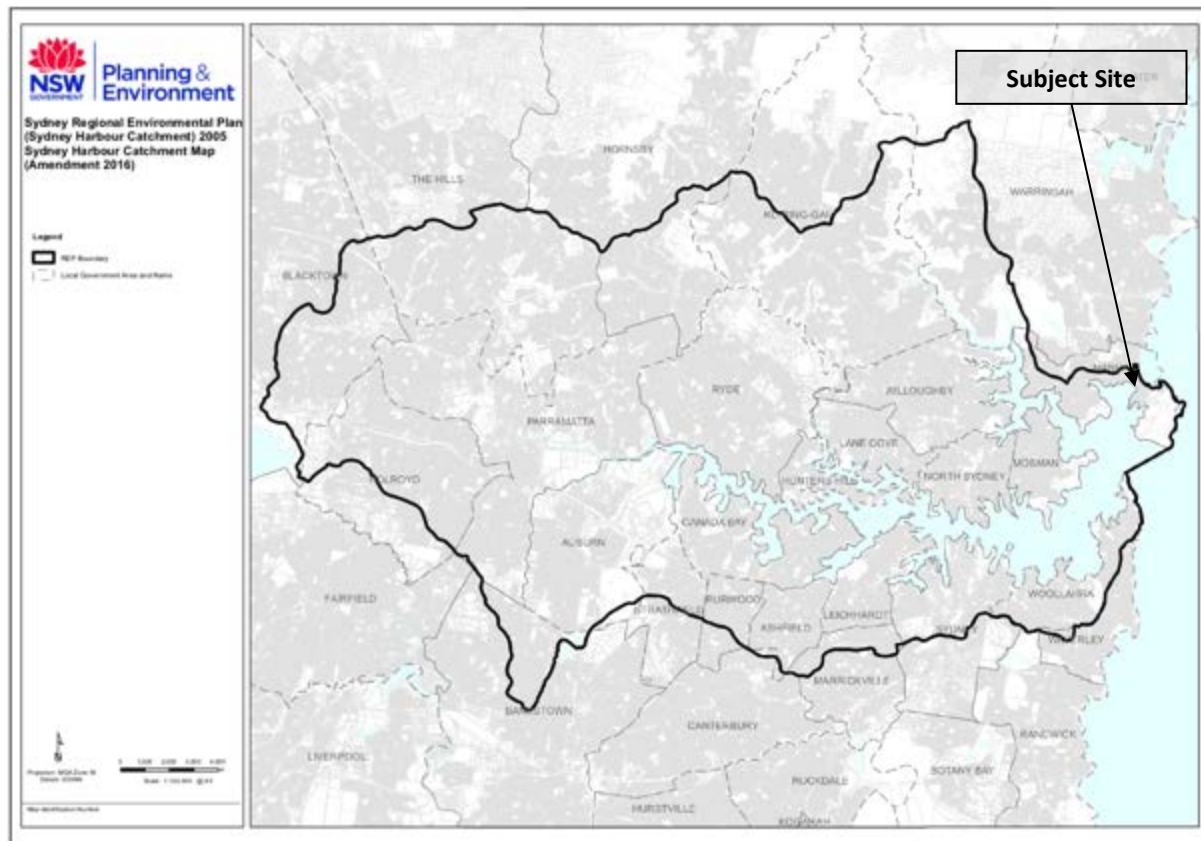 NSW
GOVERNMENT
Planning &
Environment
Sydney Regional Environmental Plan
(Sydney Harbour Catchment) 2005
Sydney Harbour Catchment Map
(Amendment 2016)
Legend
REP Boundary
Local Government Area and Name
Subject Site
HORNSBY
THE HILLS
WARRINGAH
KU-RING-GAI
BLACKTOWN
RYDE
WILLOUGHBY
PARRAMATTA
LANE COVE
MOSMAN
HOLROYD
HUNTERS HILL
NORTH SYDNEY
CANADA BAY
AUBURN
FAIRFIELD
WOOLLAHRA
STRATHFIELD
BURWOOD
LEICHHARDT
ASHFIELD
SYDNEY
WAVERLEY
MARRICKVILLE
BANKSTOWN
CANTERBURY
RANDWICK
LIVERPOOL
BOTANY BAY
ROCKDALE
HURSTVILLE
KOGARAH